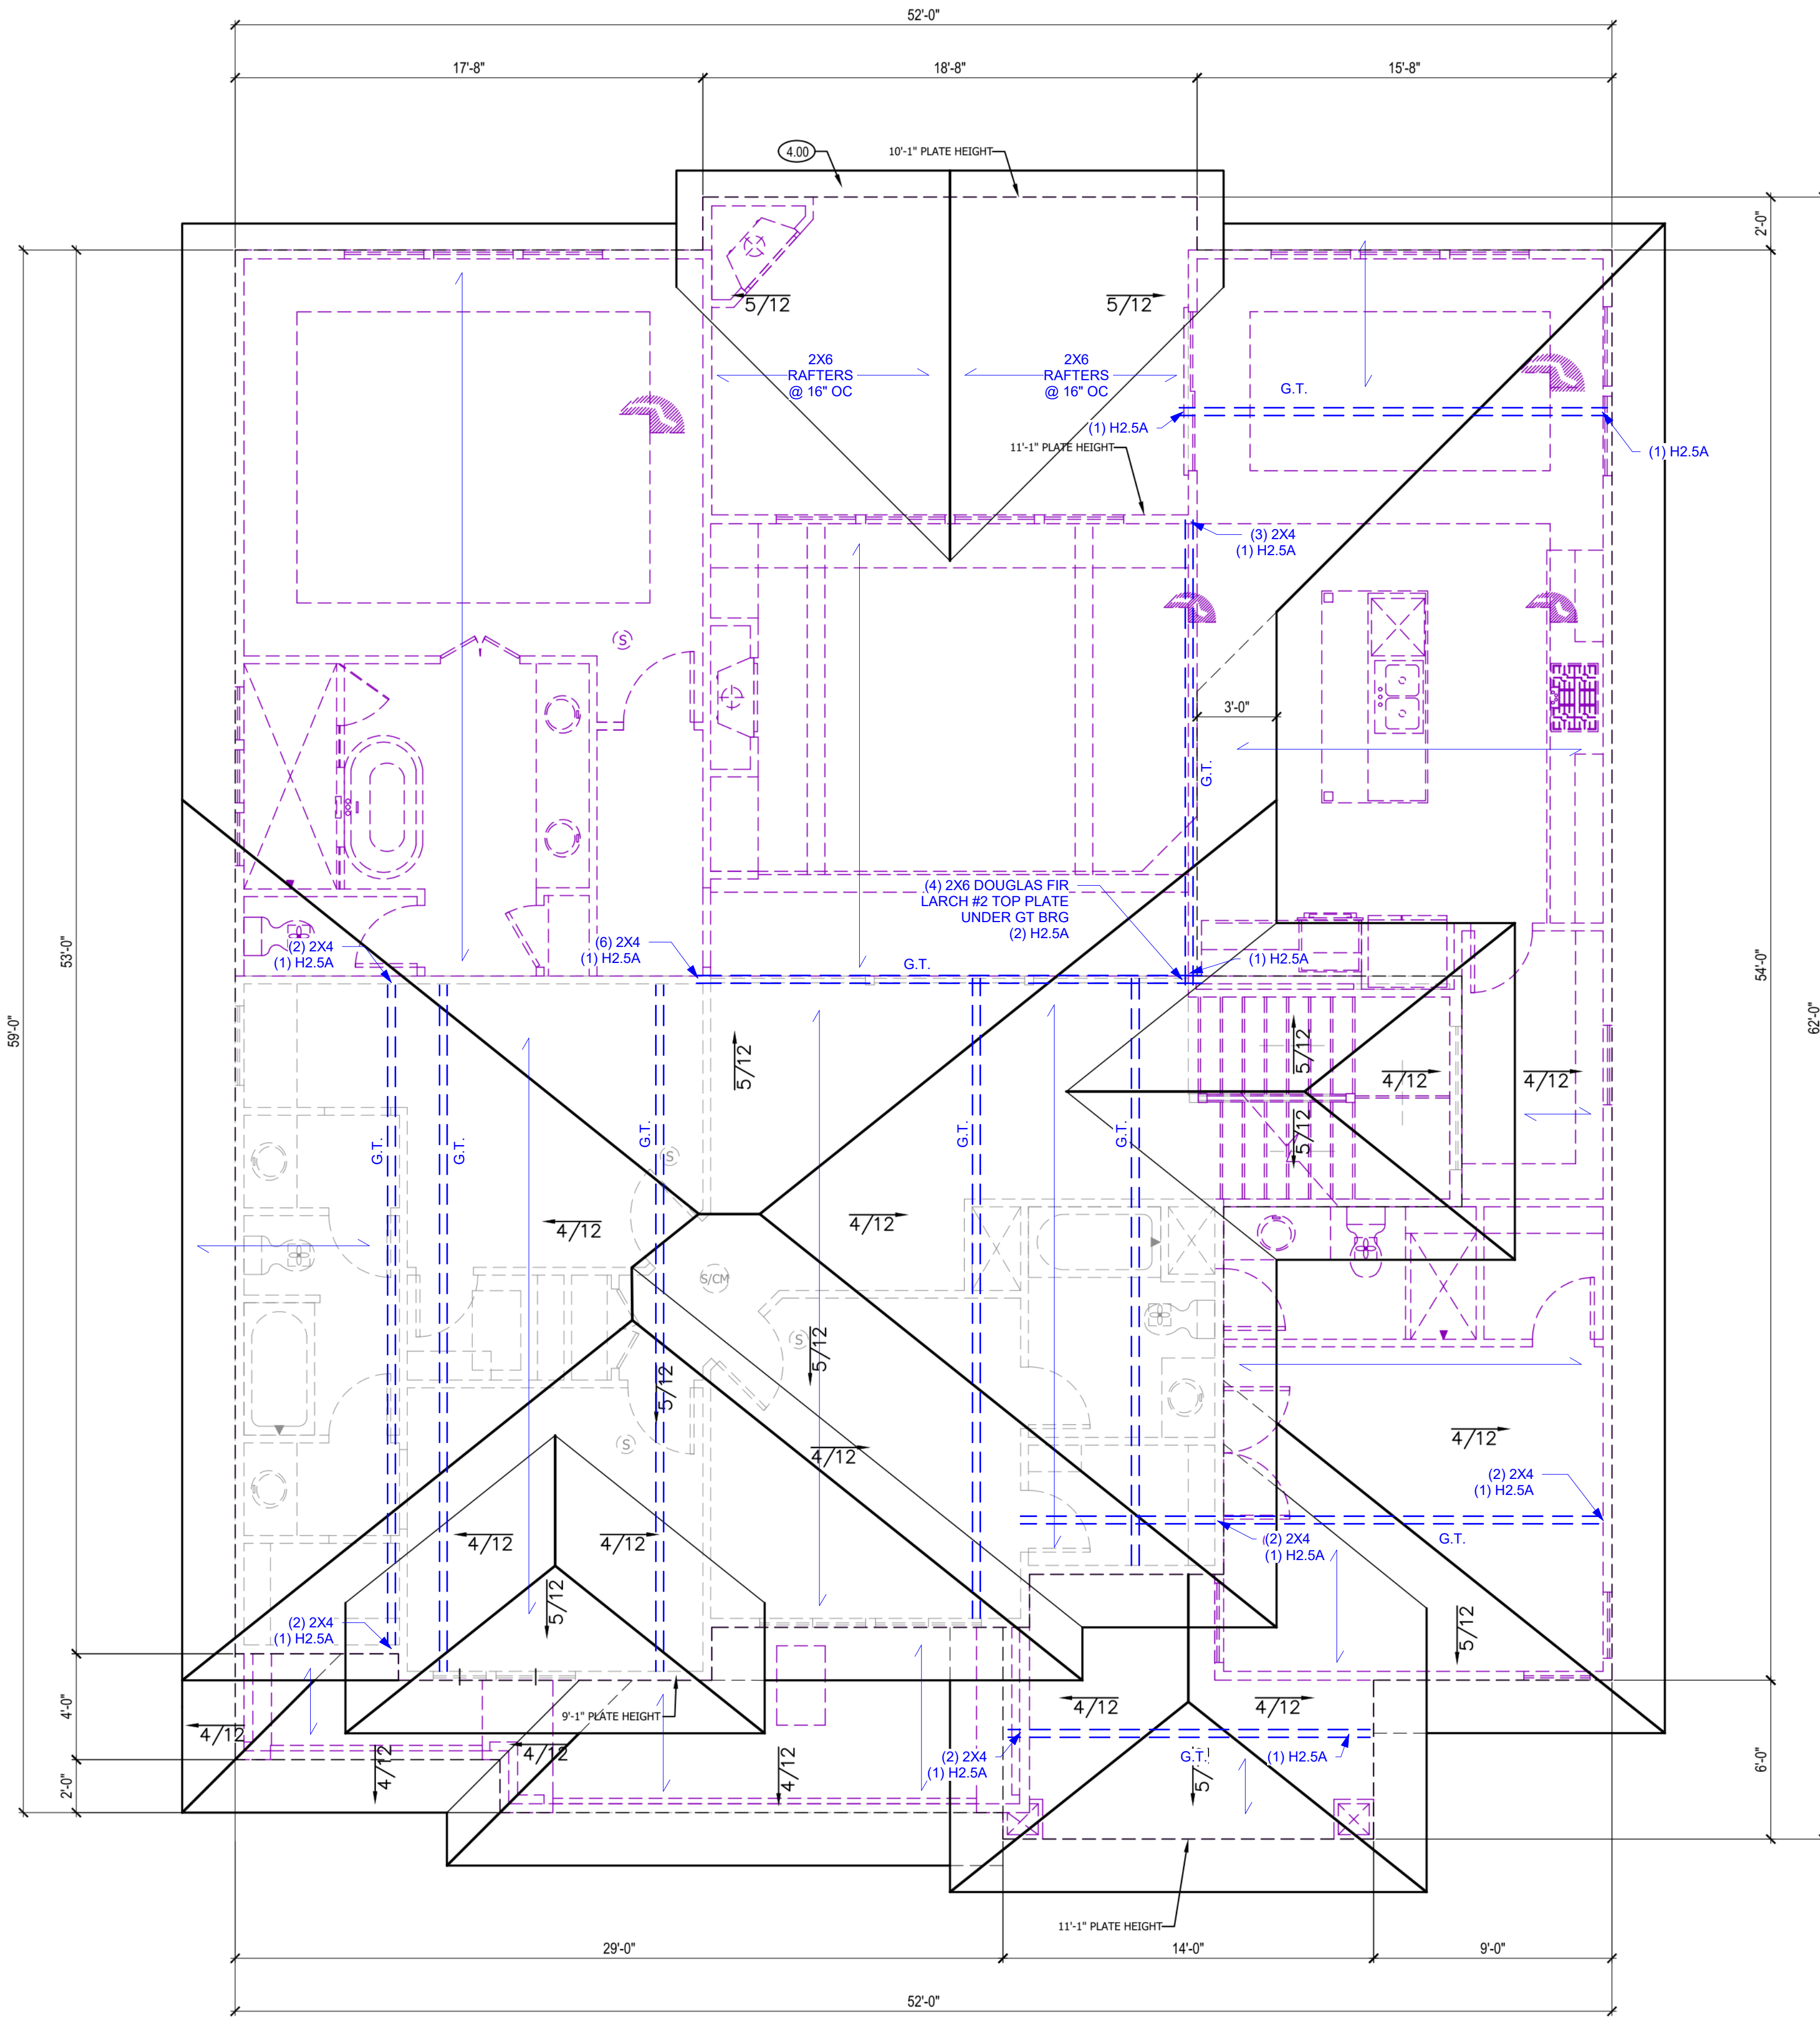 52'-0"
17'-8"
18'-8"
15'-8"
4.00
10'-1" PLATE HEIGHT
2'-0"
5/12
5/12
2X6
RAFTERS
@ 16" OC
2X6
RAFTERS
@ 16" OC
G.T.
(1) H2.5A
(1) H2.5A
11'-1" PLATE HEIGHT
(3) 2X4
(1) H2.5A
S
3'-0"
G.T.
(4) 2X6 DOUGLAS FIR
LARCH #2 TOP PLATE
UNDER GT BRG
(2) H2.5A
(2) 2X4
(1) H2.5A
(6) 2X4
(1) H2.5A
G.T.
(1) H2.5A
53'-0"
54'-0"
59'-0"
62'-0"
5/12
5/12
4/12
4/12
5/12
G.T.
G.T.
G.T.
G.T.
G.T.
S
4/12
4/12
S/CM
S
5/12
5/12
4/12
S
4/12
(2) 2X4
(1) H2.5A
4/12
4/12
G.T.
(2) 2X4
(1) H2.5A
5/12
5/12
(2) 2X4
(1) H2.5A
4'-0"
9'-1" PLATE HEIGHT
4/12
4/12
4/12
4/12
4/12
4/12
(2) 2X4
(1) H2.5A
G.T.
(1) H2.5A
5/12
2'-0"
6'-0"
11'-1" PLATE HEIGHT
29'-0"
14'-0"
9'-0"
52'-0"